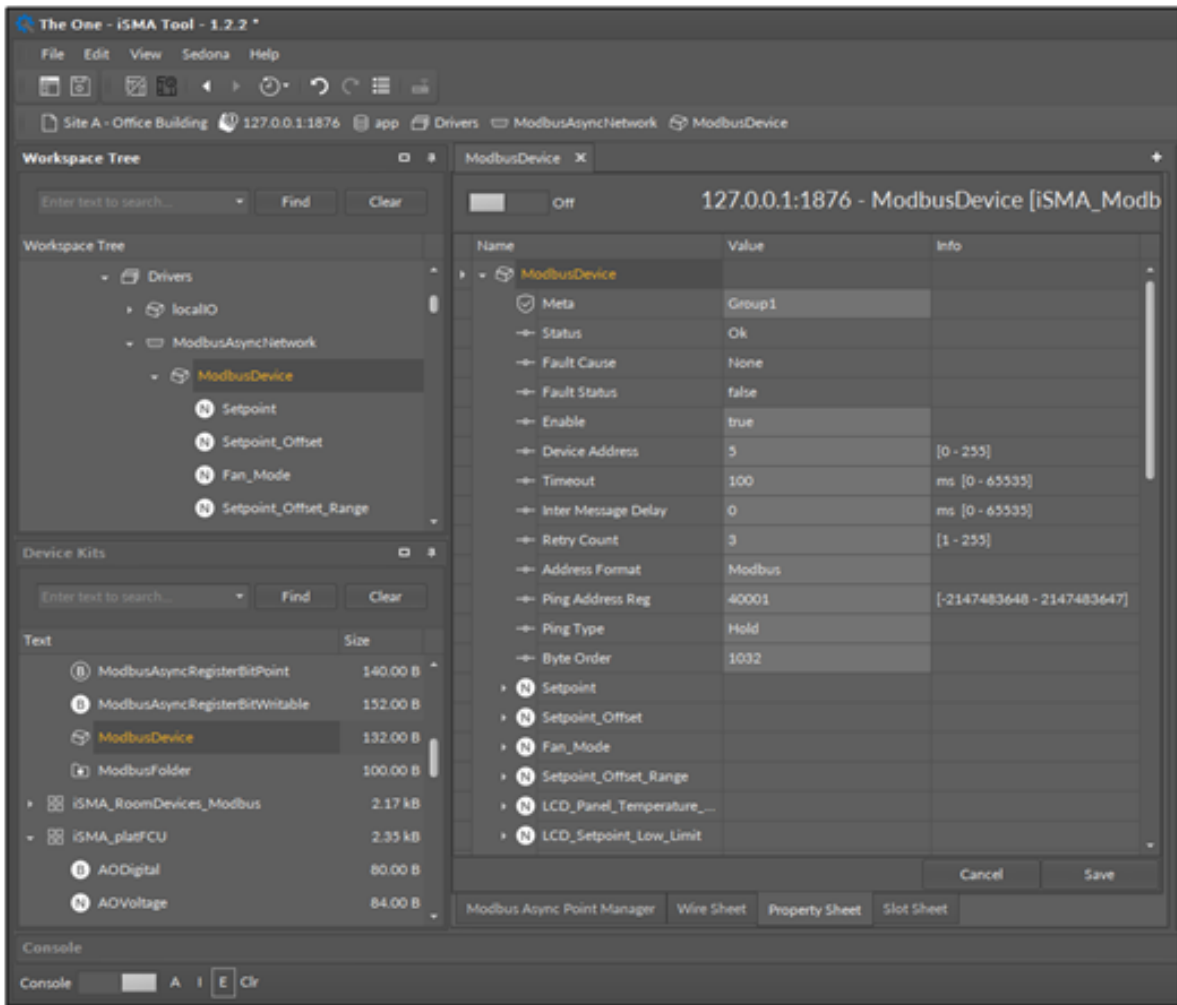 The One - iSMA Tool - 1.2.2 *
File Edit View Sedona Help
Site A - Office Building 127.0.0.1:1876 app Drivers ModbusAsyncNetwork ModbusDevice
Workspace Tree
Enter text to search... Find Clear
Workspace Tree
Drivers
localIO
ModbusAsyncNetwork
ModbusDevice
N Setpoint
N Setpoint_Offset
N Fan_Mode
N Setpoint_Offset_Range
Device Kits
Enter text to search... Find Clear
Text Size
B ModbusAsyncRegisterBitPoint 140.00 B
B ModbusAsyncRegisterBitWritable 152.00 B
ModbusDevice 132.00 B
ModbusFolder 100.00 B
iSMA_RoomDevices_Modbus 2.17 kB
iSMA_platFCU 2.35 kB
B AODigital 80.00 B
N AOVoltage 84.00 B
ModbusDevice
Off 127.0.0.1:1876 - ModbusDevice [iSMA_Modb
Name Value Info
ModbusDevice
Meta Group1
Status Ok
Fault Cause None
Fault Status false
Enable true
Device Address 5 [0 - 255]
Timeout 100 ms [0 - 65535]
Inter Message Delay 0 ms [0 - 65535]
Retry Count 3 [1 - 255]
Address Format Modbus
Ping Address Reg 40001 [-2147483648 - 2147483647]
Ping Type Hold
Byte Order 1032
N Setpoint
N Setpoint_Offset
N Fan_Mode
N Setpoint_Offset_Range
N LCD_Panel_Temperature_...
N LCD_Setpoint_Low_Limit
Cancel Save
Modbus Async Point Manager Wire Sheet Property Sheet Slot Sheet
Console
Console A I E Clr